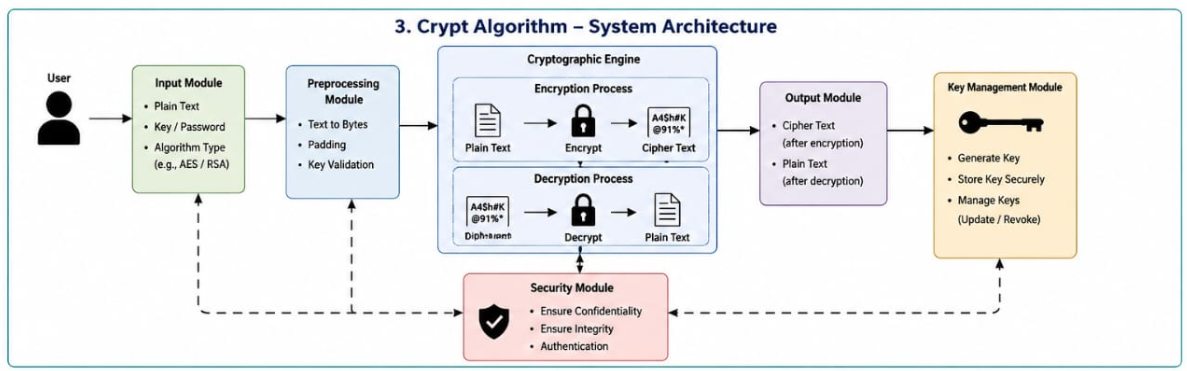 3. Crypt Algorithm – System Architecture
User
Input Module
• Plain Text
• Key / Password
• Algorithm Type
(e.g., AES / RSA)
Preprocessing
Module
• Text to Bytes
• Padding
• Key Validation
Cryptographic Engine
Encryption Process
A4$h#K
@91%*
Plain Text
Encrypt
Cipher Text
Decryption Process
A4$h#K
@91%*
Decrypt
Plain Text
Output Module
• Cipher Text
(after encryption)
• Plain Text
(after decryption)
Key Management Module
• Generate Key
• Store Key Securely
• Manage Keys
(Update / Revoke)
Security Module
• Ensure Confidentiality
• Ensure Integrity
• Authentication